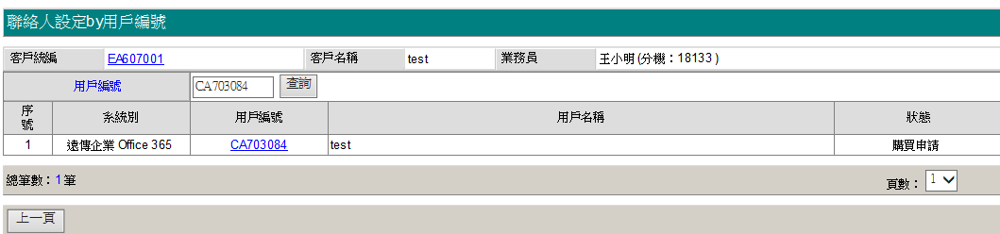 聯絡人設定by用戶編號
客戶統編 EA607001 客戶名稱 test 業務員 王小明 (分機：18133 )
用戶編號 CA703084 查詢
序號 系統別 用戶編號 用戶名稱 狀態
1 遠傳企業 Office 365 CA703084 test 購買申請
總筆數：1筆 頁數： 1
上一頁